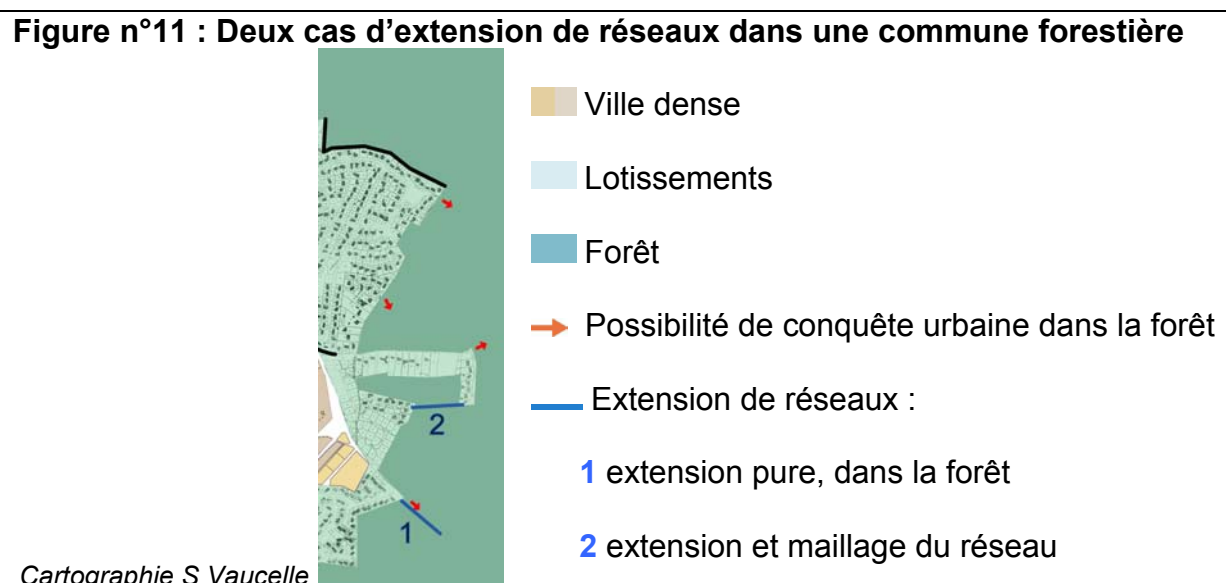 Figure n°11 : Deux cas d’extension de réseaux dans une commune forestière
Ville dense
Lotissements
Forêt
Possibilité de conquête urbaine dans la forêt
Extension de réseaux :
2
1 extension pure, dans la forêt
1
2 extension et maillage du réseau
Cartographie S Vaucelle